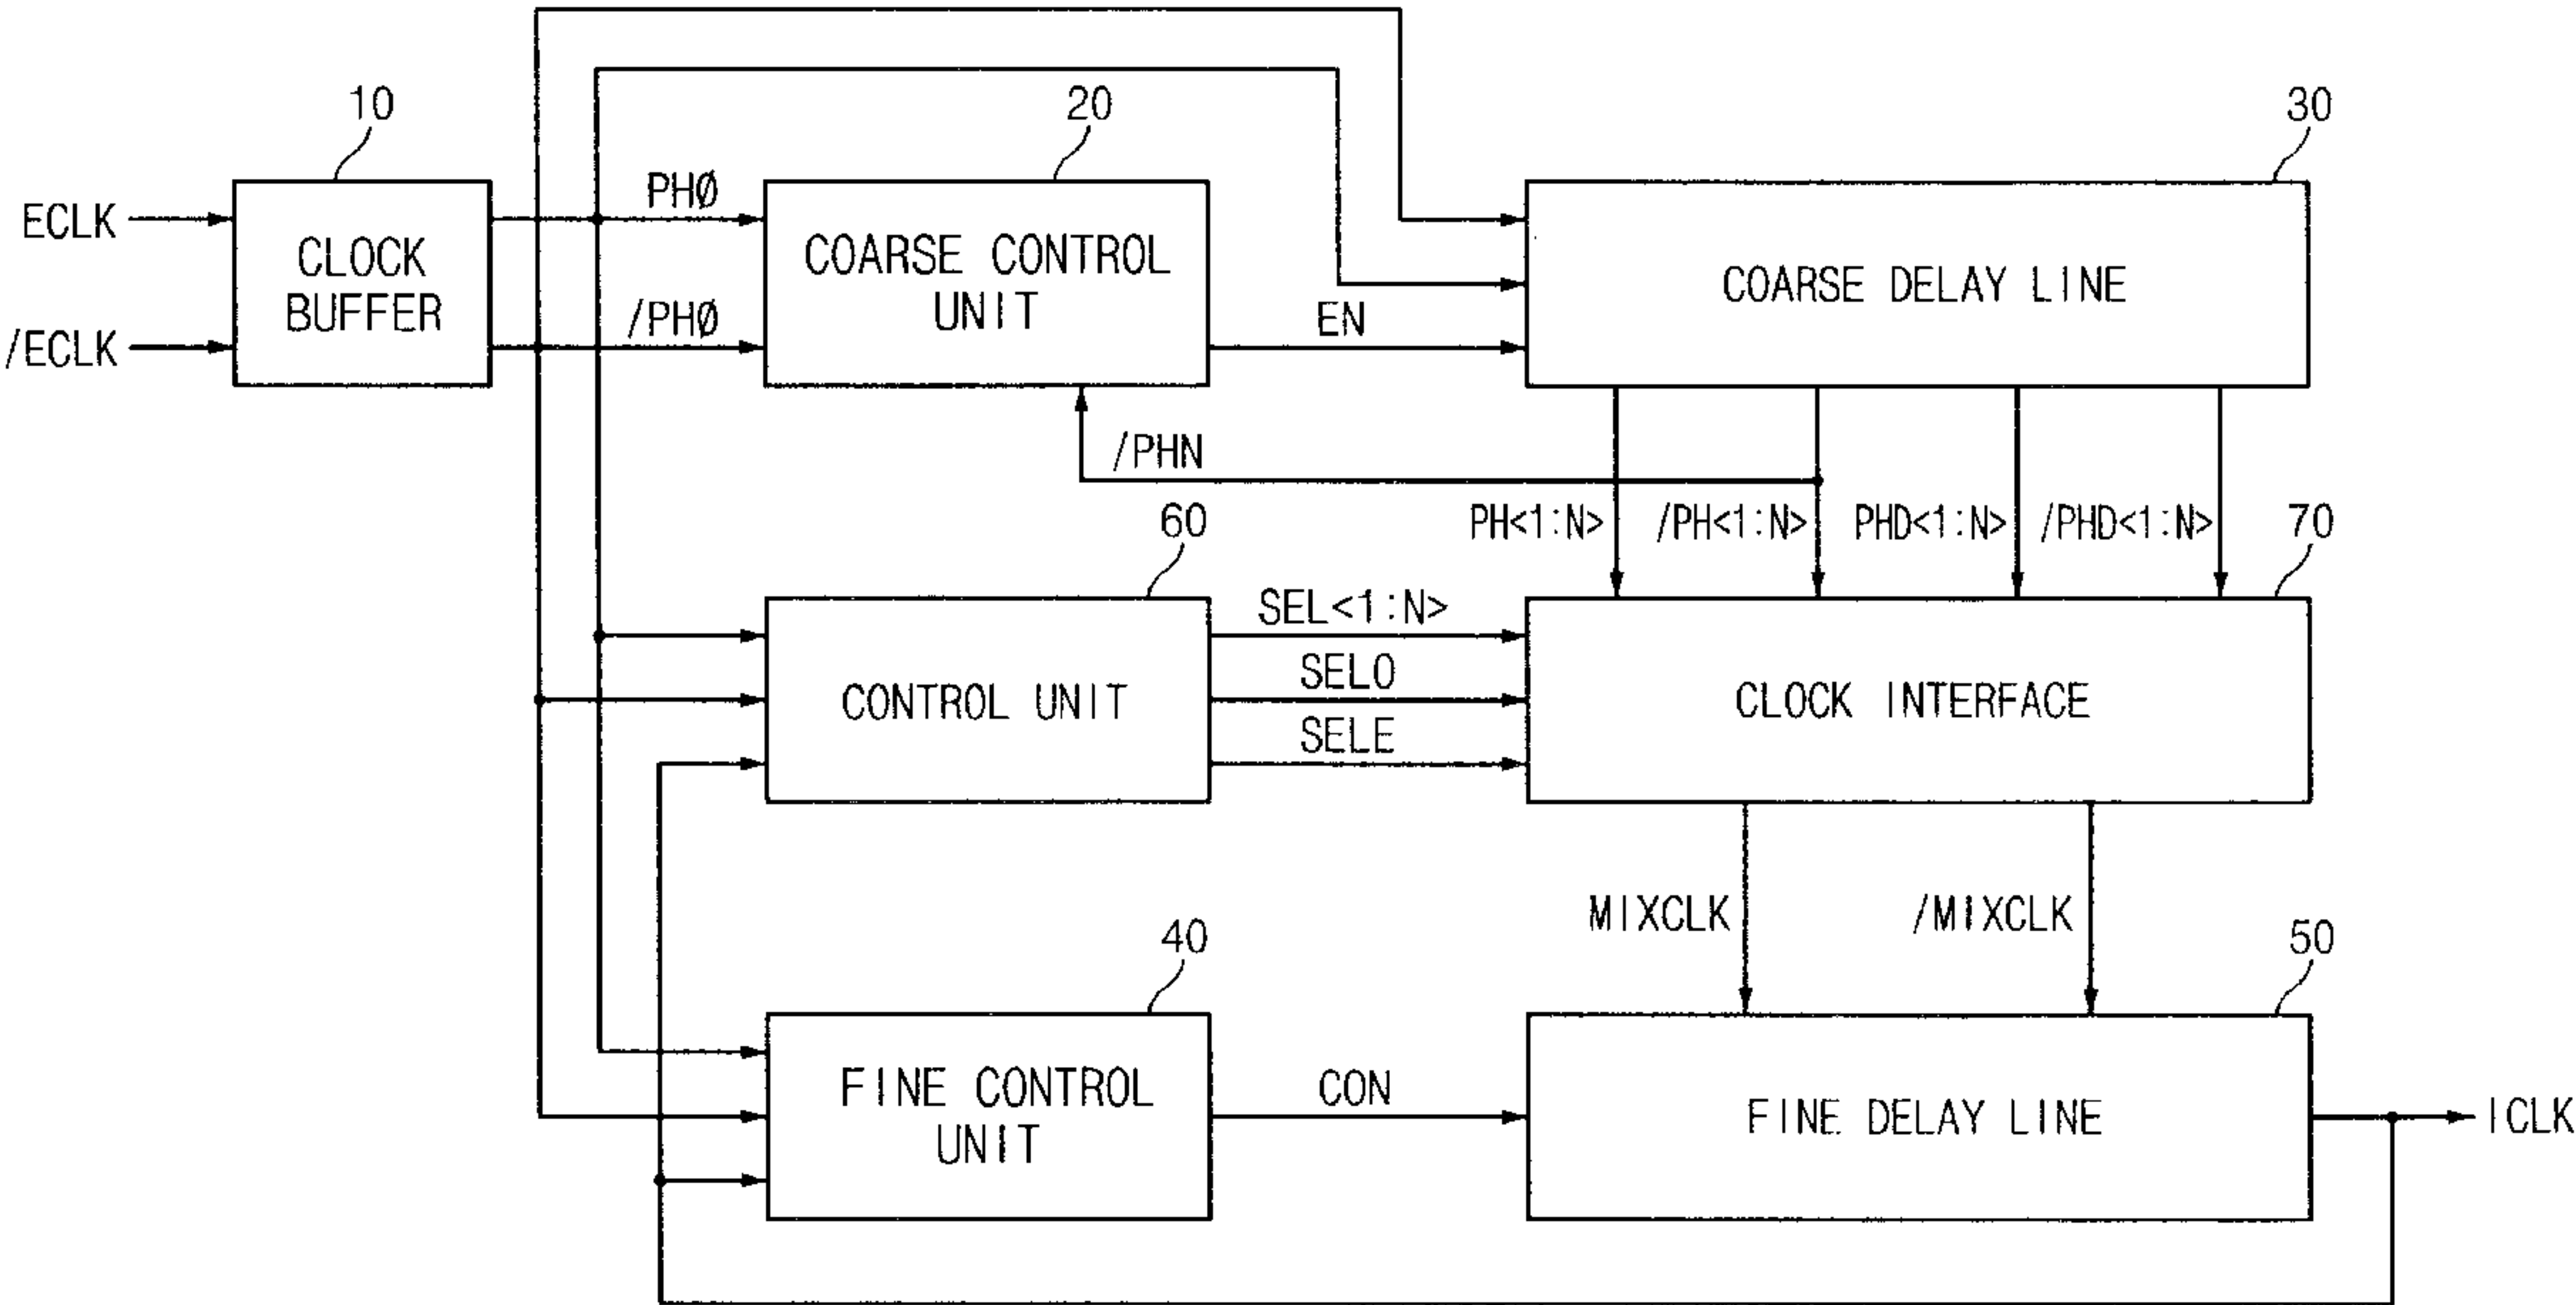 10
20
30
ECLK
/ECLK
CLOCK
BUFFER
PHØ
/PHØ
COARSE CONTROL
UNIT
EN
COARSE DELAY LINE
/PHN
PH<1:N>
/PH<1:N>
PHD<1:N>
/PHD<1:N>
60
70
CONTROL UNIT
SEL<1:N>
SELO
SELE
CLOCK INTERFACE
MIXCLK
/MIXCLK
40
50
FINE CONTROL
UNIT
CON
FINE DELAY LINE
ICLK